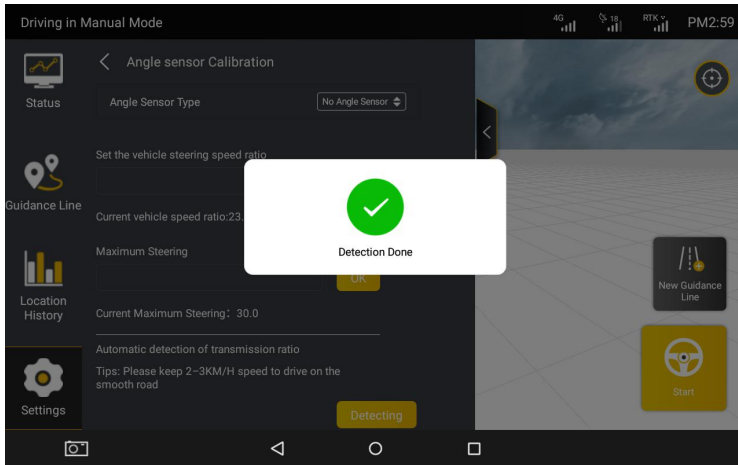 Driving in Manual Mode
4G
18
RTK
PM2:59
Status
Guidance Line
Location
History
Settings
Angle sensor Calibration
Angle Sensor Type
No Angle Sensor
Set the vehicle steering speed ratio
Current vehicle speed ratio:23.
Maximum Steering
OK
Current Maximum Steering: 30.0
Automatic detection of transmission ratio
Tips: Please keep 2-3KM/H speed to drive on the
smooth road
Detecting
Detection Done
New Guidance
Line
Start